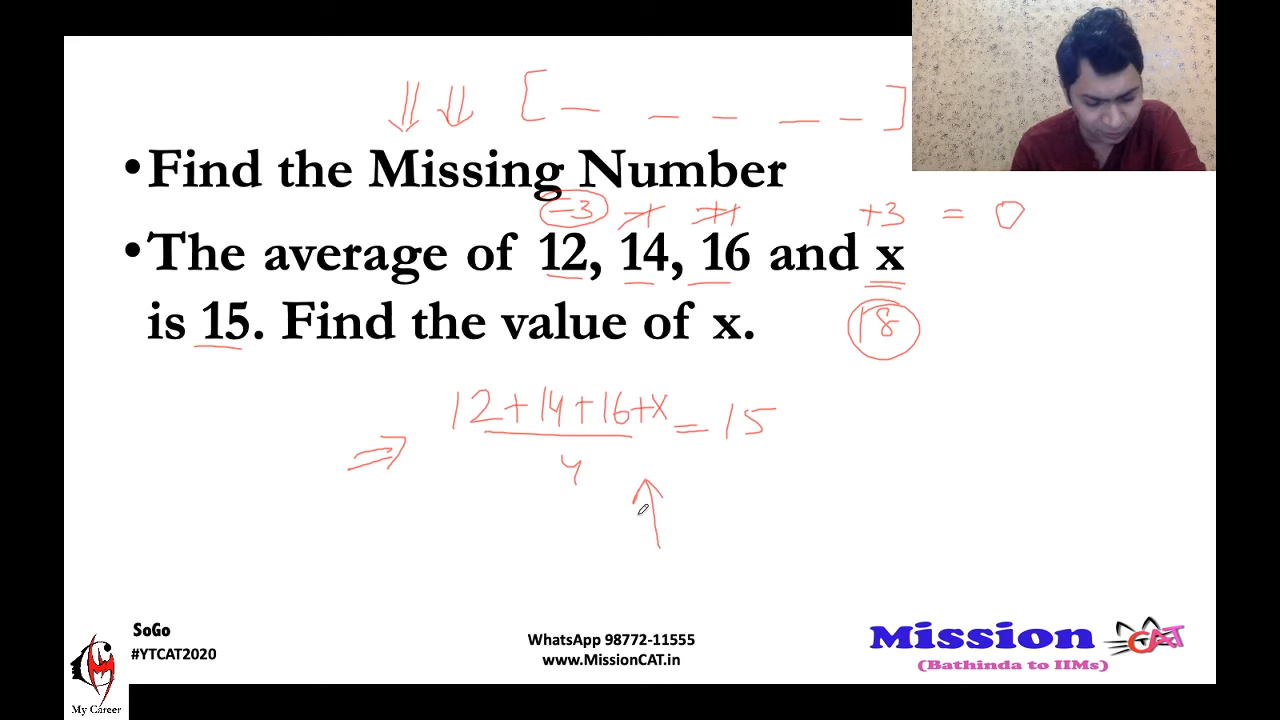 •Find the Missing Number
-3 -1 +1 +3 = 0
•The average of 12, 14, 16 and x
is 15. Find the value of x.
18
12+14+16+x = 15
4
SoGo
#YTCAT2020
WhatsApp 98772-11555
www.MissionCAT.in
Mission CAT
(Bathinda to IIMs)
My Career